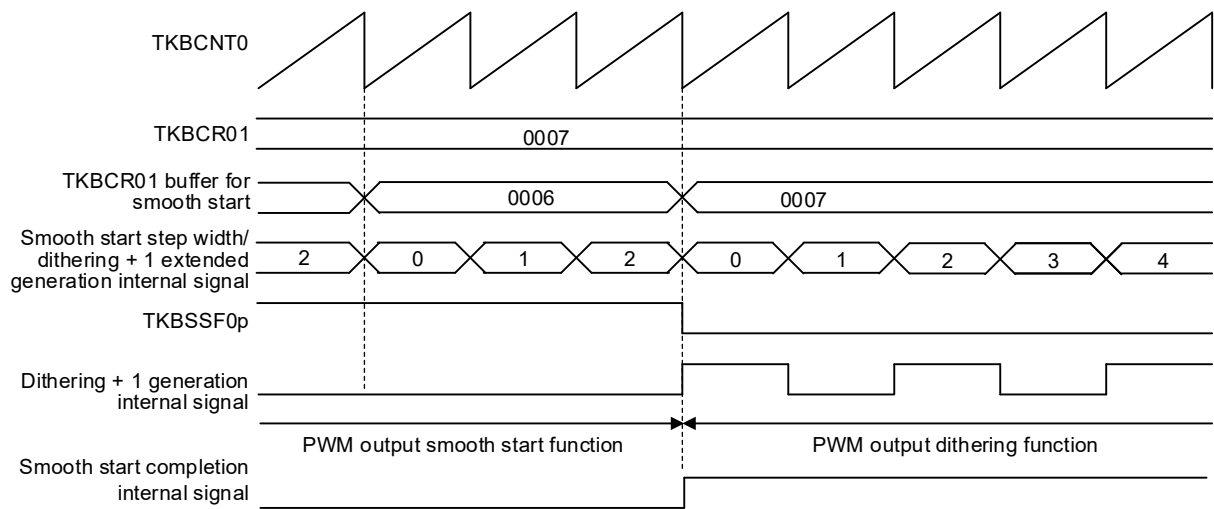 TKBCNT0
TKBCR01
0007
TKBCR01 buffer for
smooth start
0006
0007
Smooth start step width/
dithering + 1 extended
generation internal signal
2
0
1
2
0
1
2
3
4
TKBSSF0p
Dithering + 1 generation
internal signal
PWM output smooth start function
PWM output dithering function
Smooth start completion
internal signal